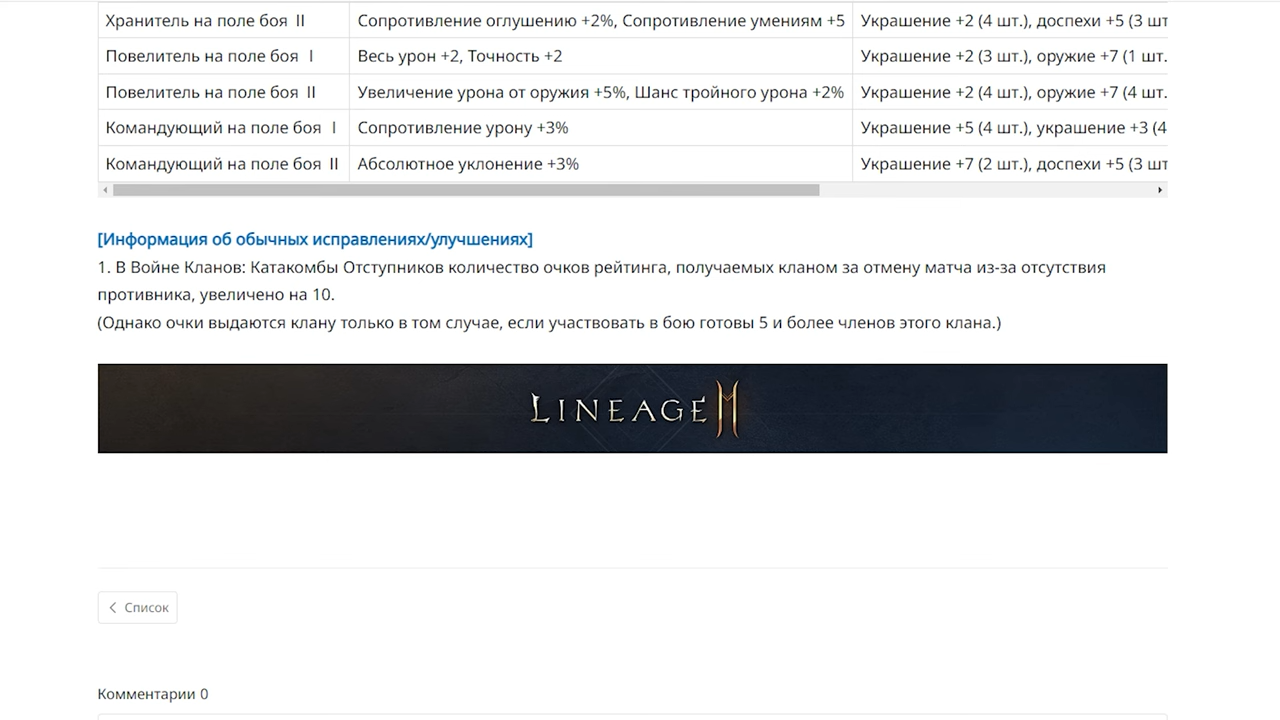 Хранитель на поле боя II Сопротивление оглушению +2%, Сопротивление умениям +5 Украшение +2 (4 шт.), доспехи +5 (3 шт
Повелитель на поле боя I Весь урон +2, Точность +2 Украшение +2 (3 шт.), оружие +7 (1 шт.
Повелитель на поле боя II Увеличение урона от оружия +5%, Шанс тройного урона +2% Украшение +2 (4 шт.), оружие +7 (4 шт.
Командующий на поле боя I Сопротивление урону +3% Украшение +5 (4 шт.), украшение +3 (4
Командующий на поле боя II Абсолютное уклонение +3% Украшение +7 (2 шт.), доспехи +5 (3 шт
[Информация об обычных исправлениях/улучшениях]
1. В Войне Кланов: Катакомбы Отступников количество очков рейтинга, получаемых кланом за отмену матча из-за отсутствия
противника, увеличено на 10.
(Однако очки выдаются клану только в том случае, если участвовать в бою готовы 5 и более членов этого клана.)
LINEAGE M
Список
Комментарии 0